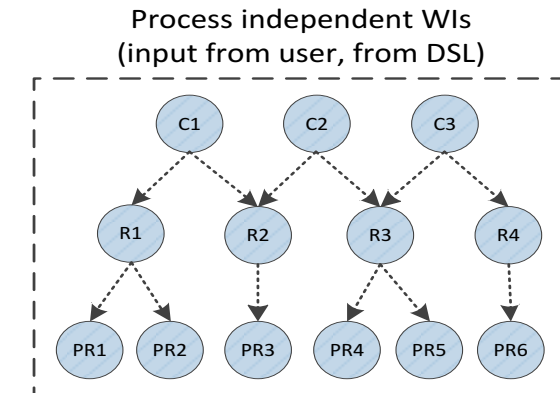 Process independent WIs
(input from user, from DSL)
C1 C2 C3
R1 R2 R3 R4
PR1 PR2 PR3 PR4 PR5 PR6